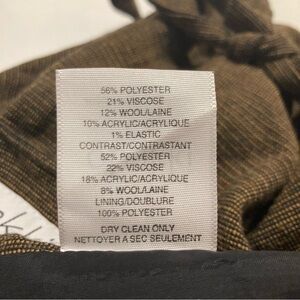 56% POLYESTER
21% VISCOSE
12% WOOL/LAINE
10% ACRYLIC/ACRYLIQUE
1% ELASTIC
CONTRAST/CONTRASTANT
52% POLYESTER
22% VISCOSE
18% ACRYLIC/ACRYLIQUE
8% WOOL/LAINE
LINING/DOUBLURE
100% POLYESTER
DRY CLEAN ONLY
NETTOYER A SEC SEULEMENT